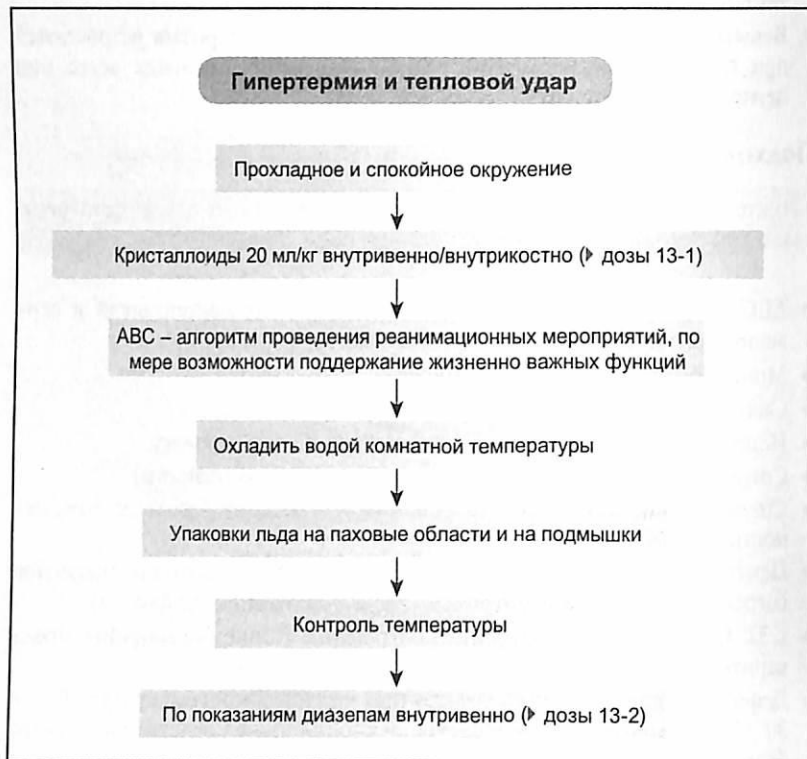 Гипертермия и тепловой удар
Прохладное и спокойное окружение
Кристаллоиды 20 мл/кг внутривенно/внутрикостно (▶ дозы 13-1)
ABC – алгоритм проведения реанимационных мероприятий, по
мере возможности поддержание жизненно важных функций
Охладить водой комнатной температуры
Упаковки льда на паховые области и на подмышки
Контроль температуры
По показаниям диазепам внутривенно (▶ дозы 13-2)